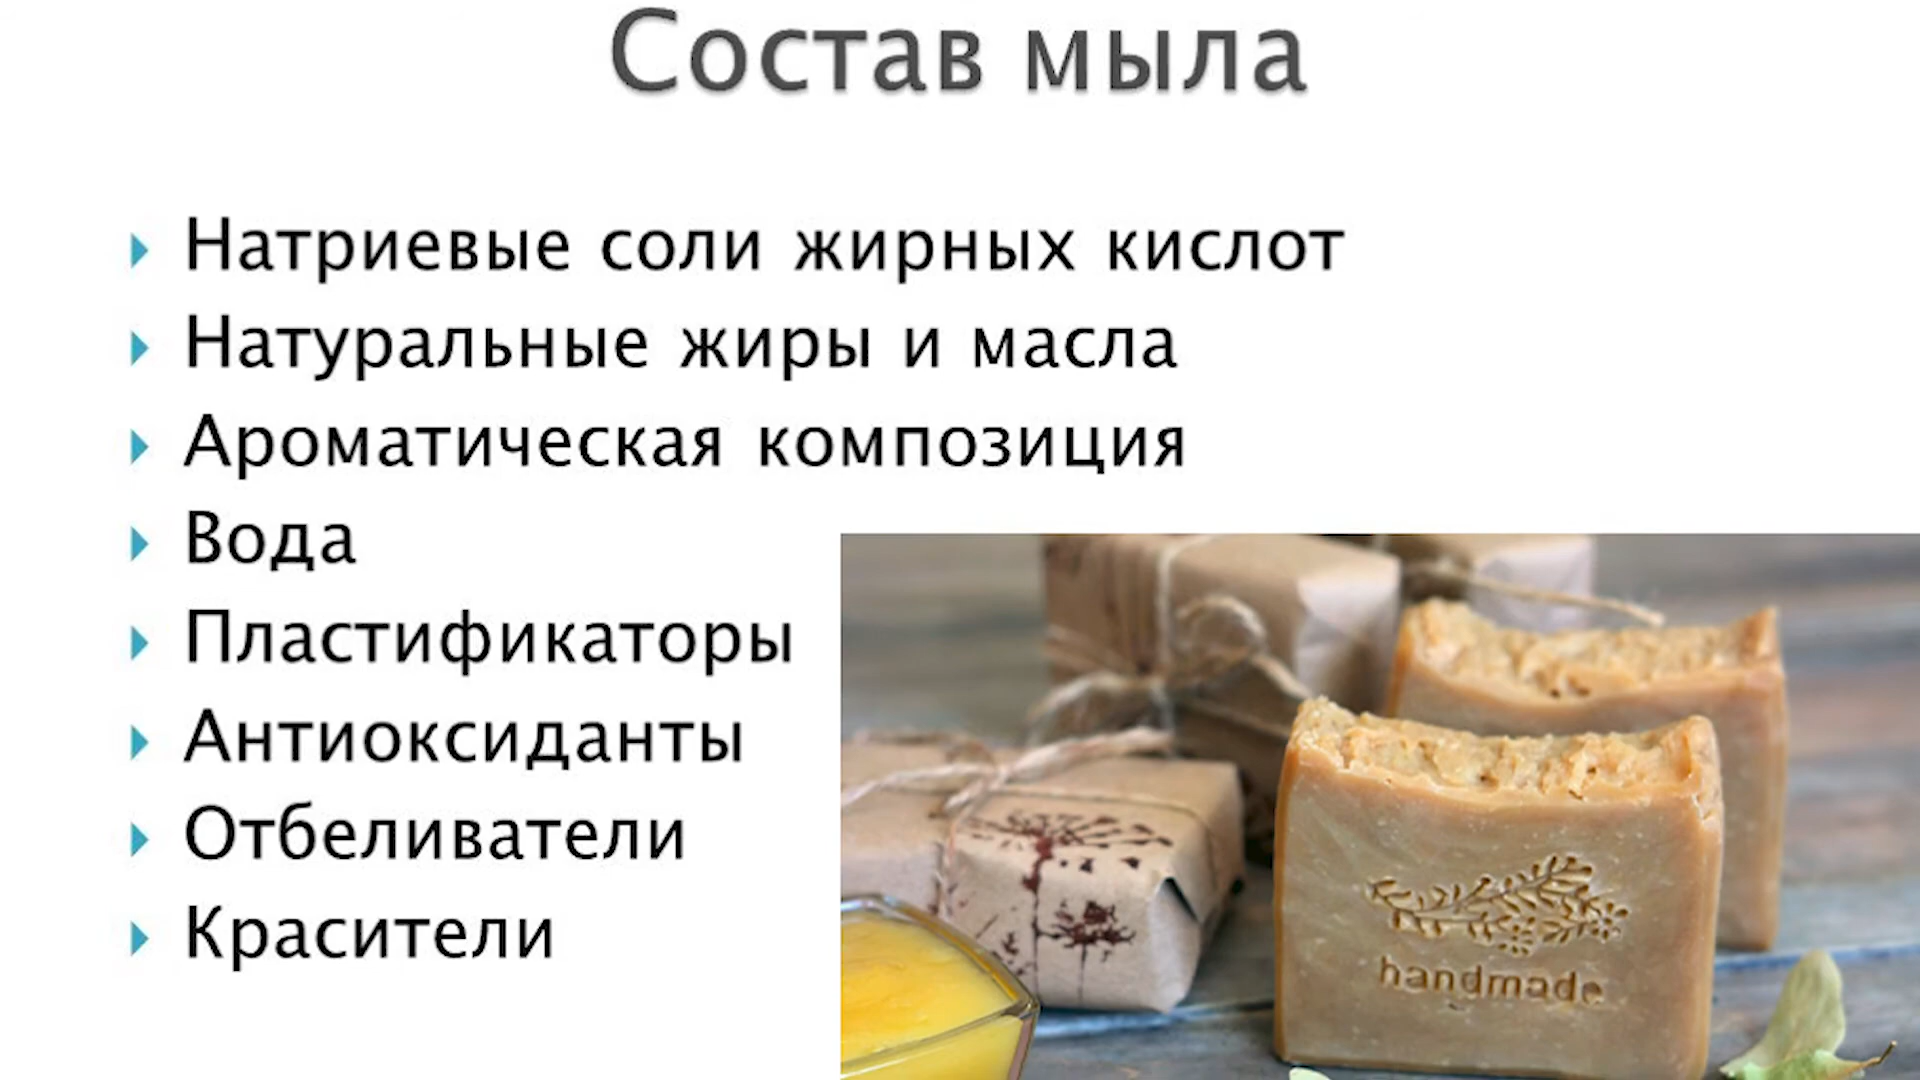 Состав мыла
Натриевые соли жирных кислот
Натуральные жиры и масла
Ароматическая композиция
Вода
Пластификаторы
Антиоксиданты
Отбеливатели
Красители
handmade